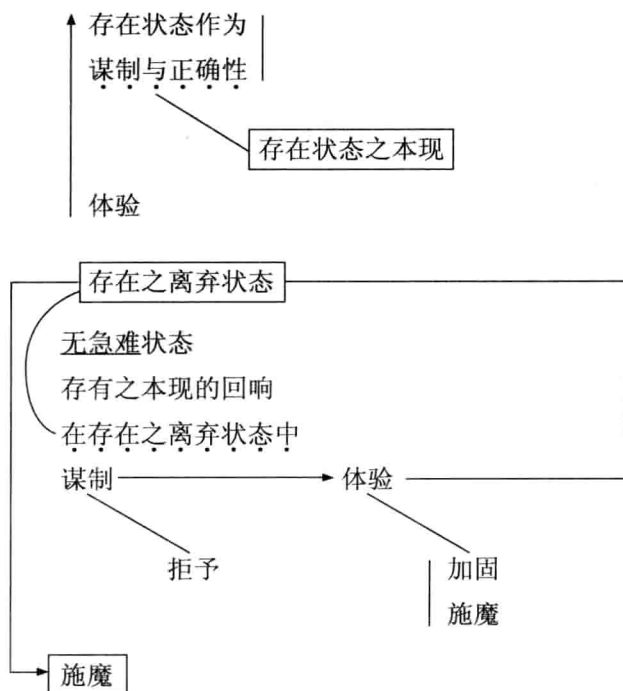 存在状态作为
谋制与正确性
存在状态之本现
体验
存在之离弃状态
无急难状态
存有之本现的回响
在存在之离弃状态中
谋制 体验
拒予 加固
施魔
施魔